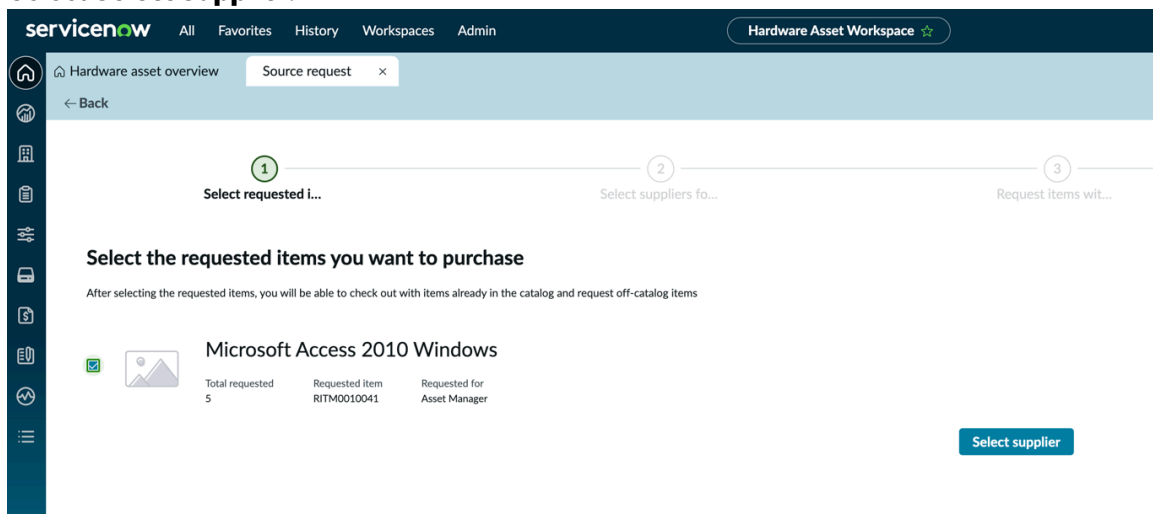 servicenow All Favorites History Workspaces Admin Hardware Asset Workspace ☆
Hardware asset overview Source request ×
← Back
1 2 3
Select requested i... Select suppliers fo... Request items wit...
Select the requested items you want to purchase
After selecting the requested items, you will be able to check out with items already in the catalog and request off-catalog items
Microsoft Access 2010 Windows
Total requested Requested item Requested for
5 RITM0010041 Asset Manager
Select supplier